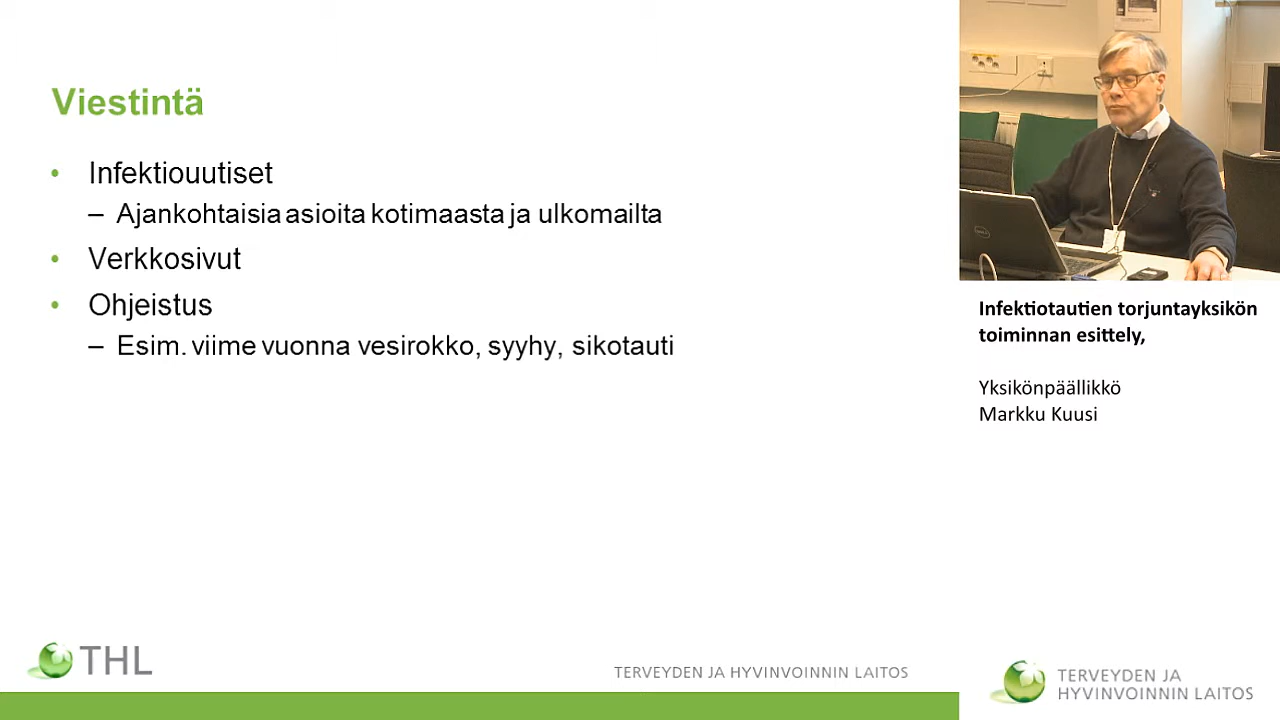 Viestintä
• Infektiouutiset
– Ajankohtaisia asioita kotimaasta ja ulkomailta
• Verkkosivut
• Ohjeistus
– Esim. viime vuonna vesirokko, syyhy, sikotauti
Infektiotautien torjuntayksikön
toiminnan esittely,
Yksikönpäällikkö
Markku Kuusi
THL
TERVEYDEN JA HYVINVOINNIN LAITOS
TERVEYDEN JA
HYVINVOINNIN LAITOS